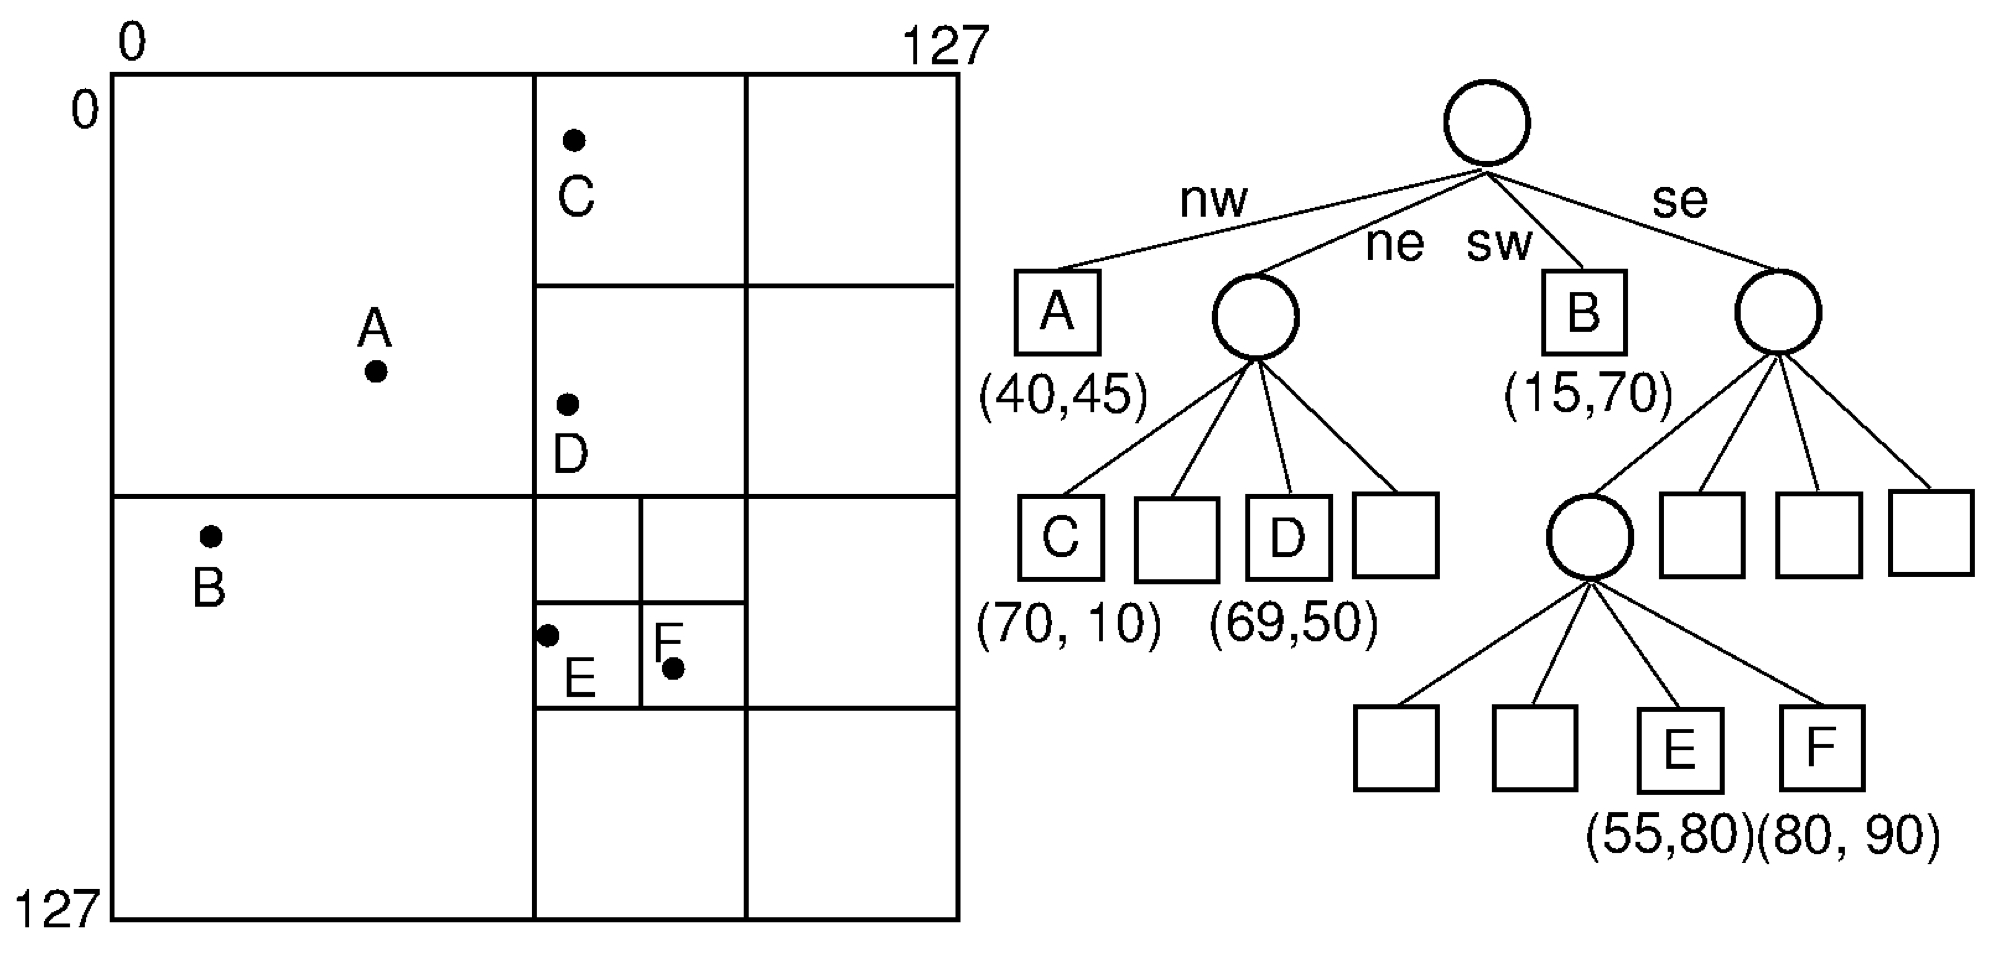 0
127
0
C
A
D
B
E
F
127
nw
ne
sw
se
A
B
(40,45)
(15,70)
C
D
(70, 10)
(69,50)
E
F
(55,80)
(80, 90)